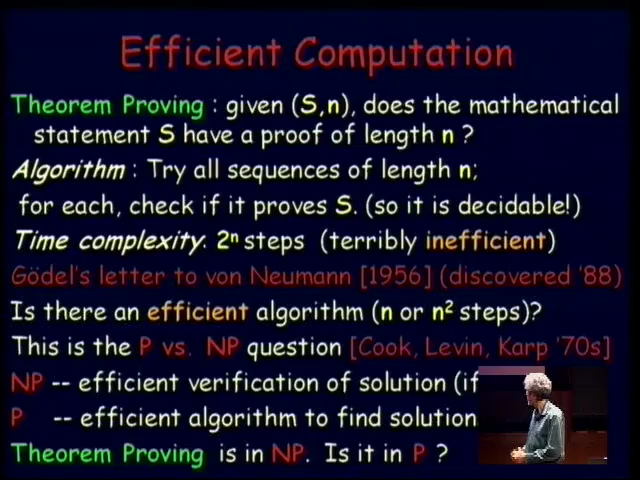 Efficient Computation
Theorem Proving : given (S,n), does the mathematical
statement S have a proof of length n ?
Algorithm : Try all sequences of length n;
for each, check if it proves S. (so it is decidable!)
Time complexity: 2ⁿ steps (terribly inefficient)
Gödel's letter to von Neumann [1956] (discovered '88)
Is there an efficient algorithm (n or n² steps)?
This is the P vs. NP question [Cook, Levin, Karp '70s]
NP -- efficient verification of solution (if
P -- efficient algorithm to find solution
Theorem Proving is in NP. Is it in P ?